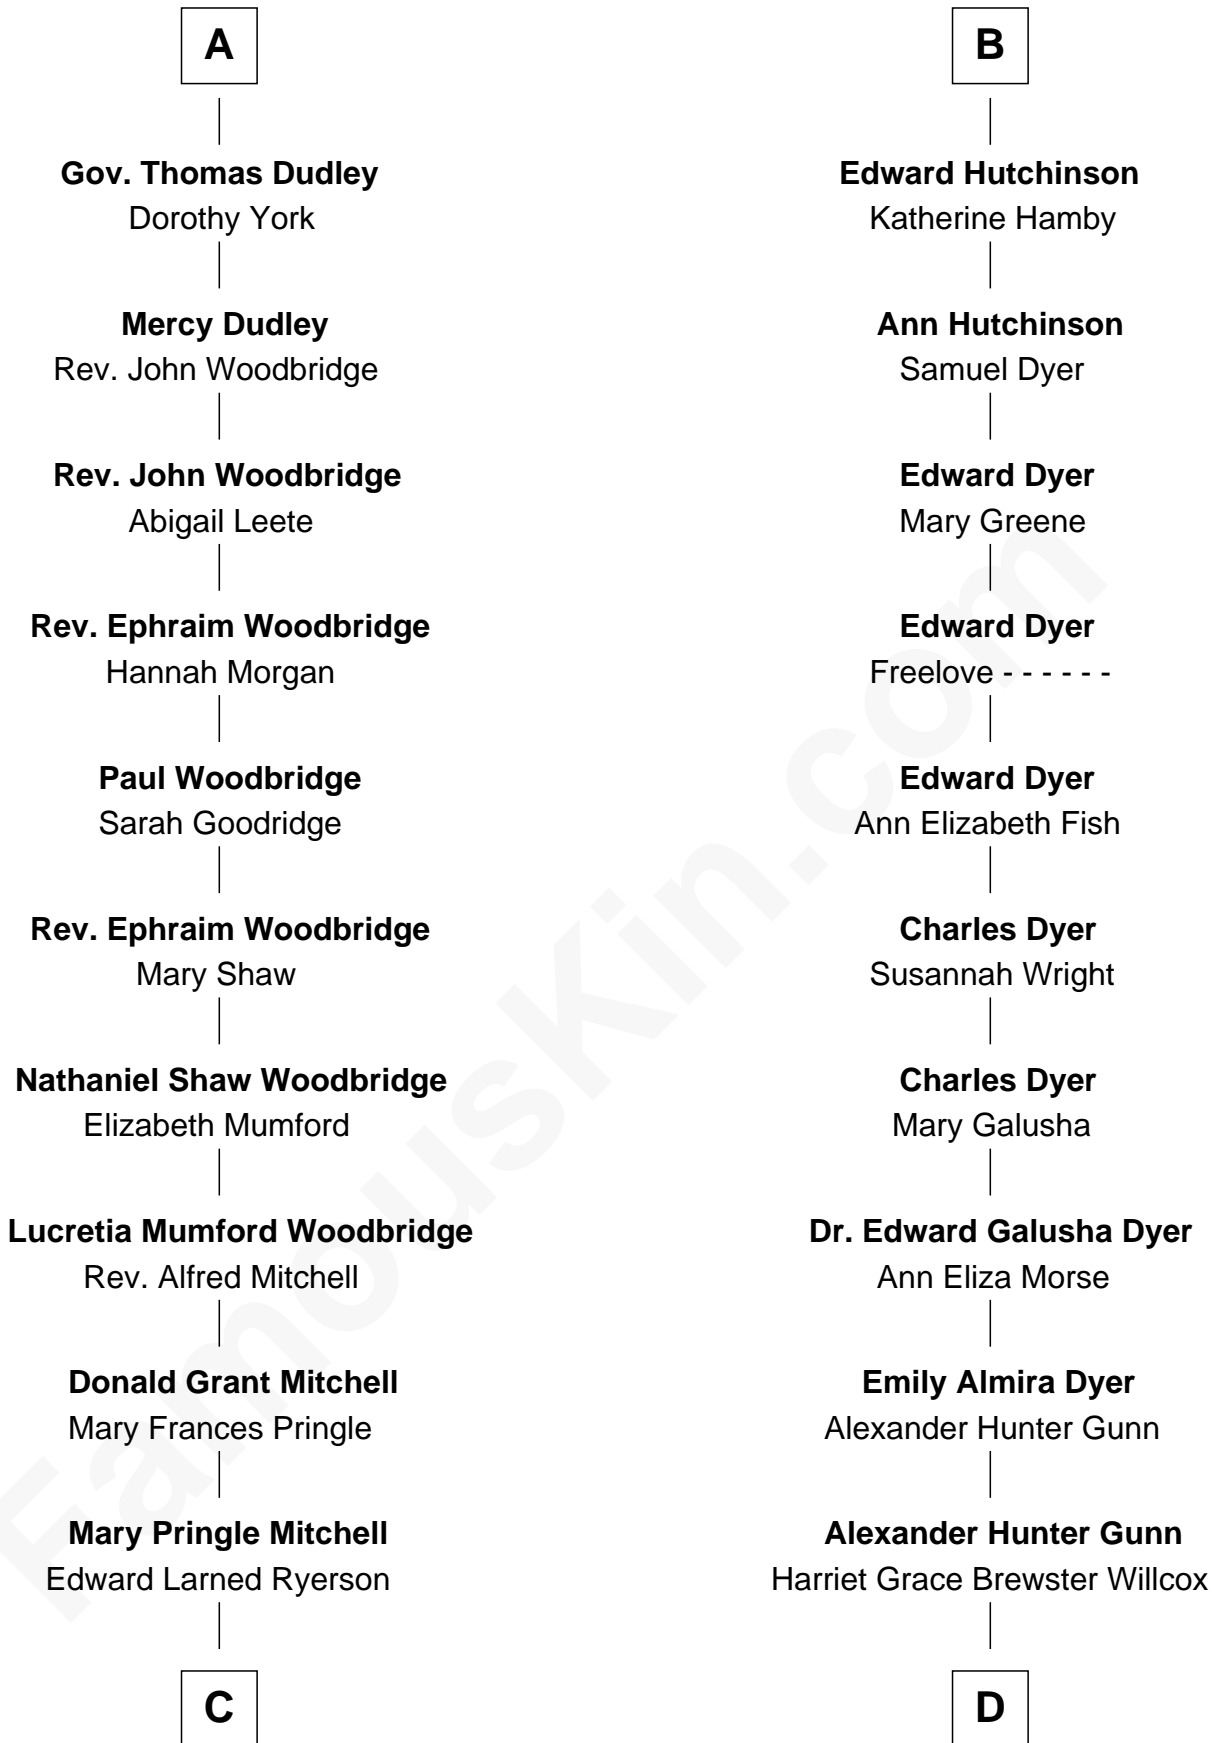 A
Gov. Thomas Dudley
Dorothy York
Mercy Dudley
Rev. John Woodbridge
Rev. John Woodbridge
Abigail Leete
Rev. Ephraim Woodbridge
Hannah Morgan
Paul Woodbridge
Sarah Goodridge
Rev. Ephraim Woodbridge
Mary Shaw
Nathaniel Shaw Woodbridge
Elizabeth Mumford
Lucretia Mumford Woodbridge
Rev. Alfred Mitchell
Donald Grant Mitchell
Mary Frances Pringle
Mary Pringle Mitchell
Edward Larned Ryerson
C
B
Edward Hutchinson
Katherine Hamby
Ann Hutchinson
Samuel Dyer
Edward Dyer
Mary Greene
Edward Dyer
Freelove - - - - - -
Edward Dyer
Ann Elizabeth Fish
Charles Dyer
Susannah Wright
Charles Dyer
Mary Galusha
Dr. Edward Galusha Dyer
Ann Eliza Morse
Emily Almira Dyer
Alexander Hunter Gunn
Alexander Hunter Gunn
Harriet Grace Brewster Willcox
D
FamousKin.com